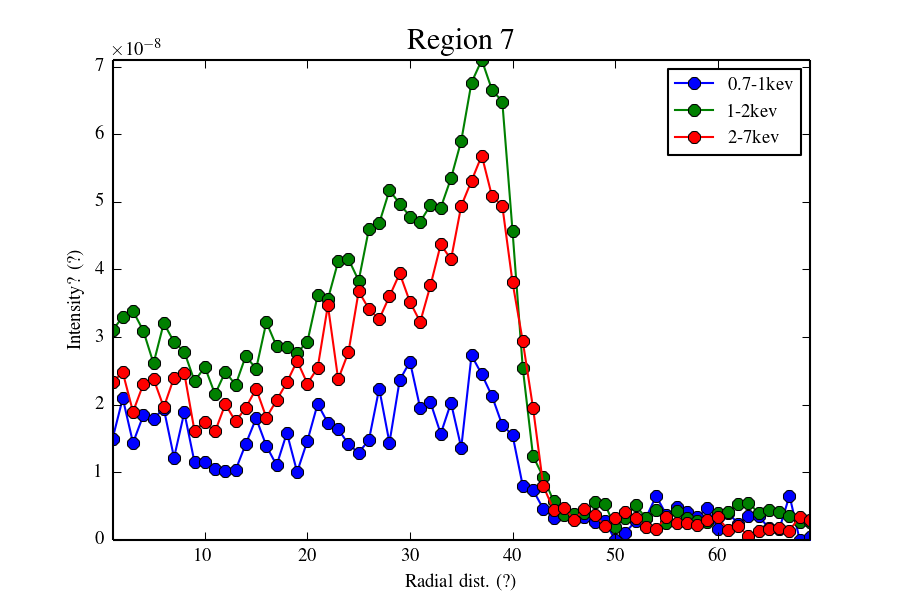 Region 7
×10⁻⁸
7
6
5
4
3
2
1
0
Intensity? (?)
10 20 30 40 50 60
Radial dist. (?)
0.7-1kev
1-2kev
2-7kev